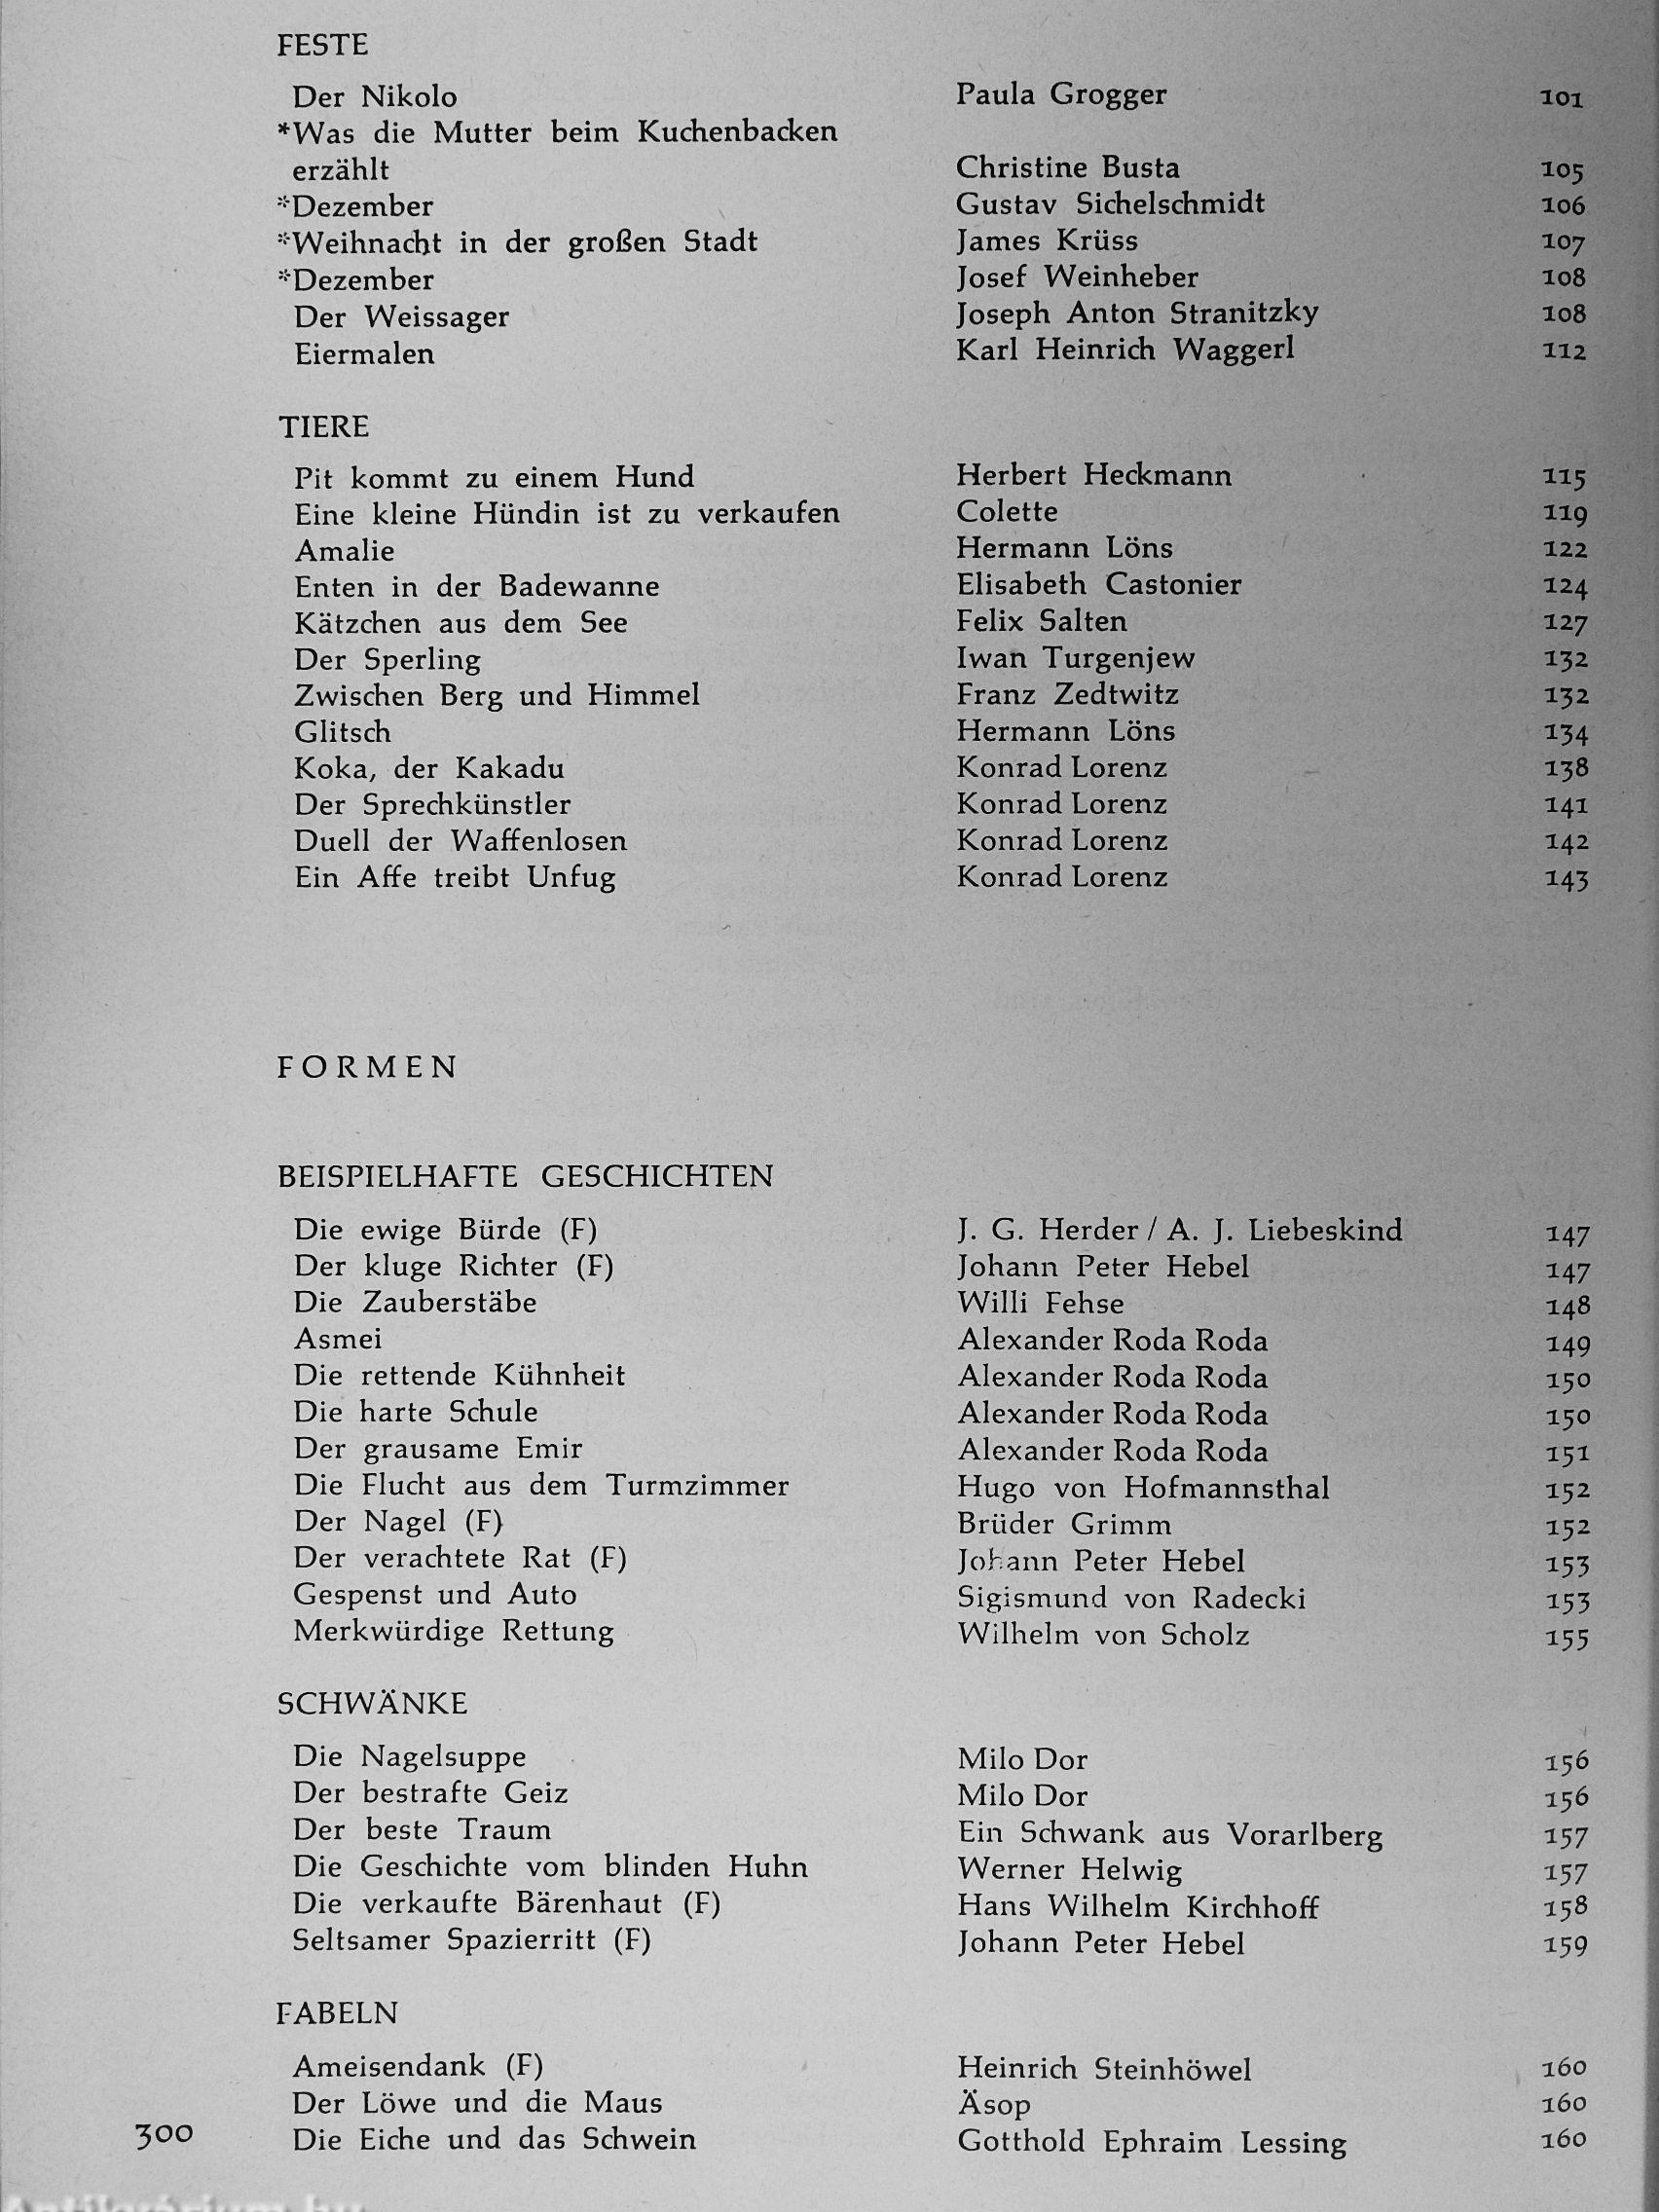 FESTE
Der Nikolo Paula Grogger 101
*Was die Mutter beim Kuchenbacken
erzählt Christine Busta 105
*Dezember Gustav Sichelschmidt 106
*Weihnacht in der großen Stadt James Krüss 107
*Dezember Josef Weinheber 108
Der Weissager Joseph Anton Stranitzky 108
Eiermalen Karl Heinrich Waggerl 112
TIERE
Pit kommt zu einem Hund Herbert Heckmann 115
Eine kleine Hündin ist zu verkaufen Colette 119
Amalie Hermann Löns 122
Enten in der Badewanne Elisabeth Castonier 124
Kätzchen aus dem See Felix Salten 127
Der Sperling Iwan Turgenjew 132
Zwischen Berg und Himmel Franz Zedtwitz 132
Glitsch Hermann Löns 134
Koka, der Kakadu Konrad Lorenz 138
Der Sprechkünstler Konrad Lorenz 141
Duell der Waffenlosen Konrad Lorenz 142
Ein Affe treibt Unfug Konrad Lorenz 143
FORMEN
BEISPIELHAFTE GESCHICHTEN
Die ewige Bürde (F) J. G. Herder / A. J. Liebeskind 147
Der kluge Richter (F) Johann Peter Hebel 147
Die Zauberstäbe Willi Fehse 148
Asmei Alexander Roda Roda 149
Die rettende Kühnheit Alexander Roda Roda 150
Die harte Schule Alexander Roda Roda 150
Der grausame Emir Alexander Roda Roda 151
Die Flucht aus dem Turmzimmer Hugo von Hofmannsthal 152
Der Nagel (F) Brüder Grimm 152
Der verachtete Rat (F) Johann Peter Hebel 153
Gespenst und Auto Sigismund von Radecki 153
Merkwürdige Rettung Wilhelm von Scholz 155
SCHWÄNKE
Die Nagelsuppe Milo Dor 156
Der bestrafte Geiz Milo Dor 156
Der beste Traum Ein Schwank aus Vorarlberg 157
Die Geschichte vom blinden Huhn Werner Helwig 157
Die verkaufte Bärenhaut (F) Hans Wilhelm Kirchhoff 158
Seltsamer Spazierritt (F) Johann Peter Hebel 159
FABELN
Ameisendank (F) Heinrich Steinhöwel 160
Der Löwe und die Maus Äsop 160
Die Eiche und das Schwein Gotthold Ephraim Lessing 160
300